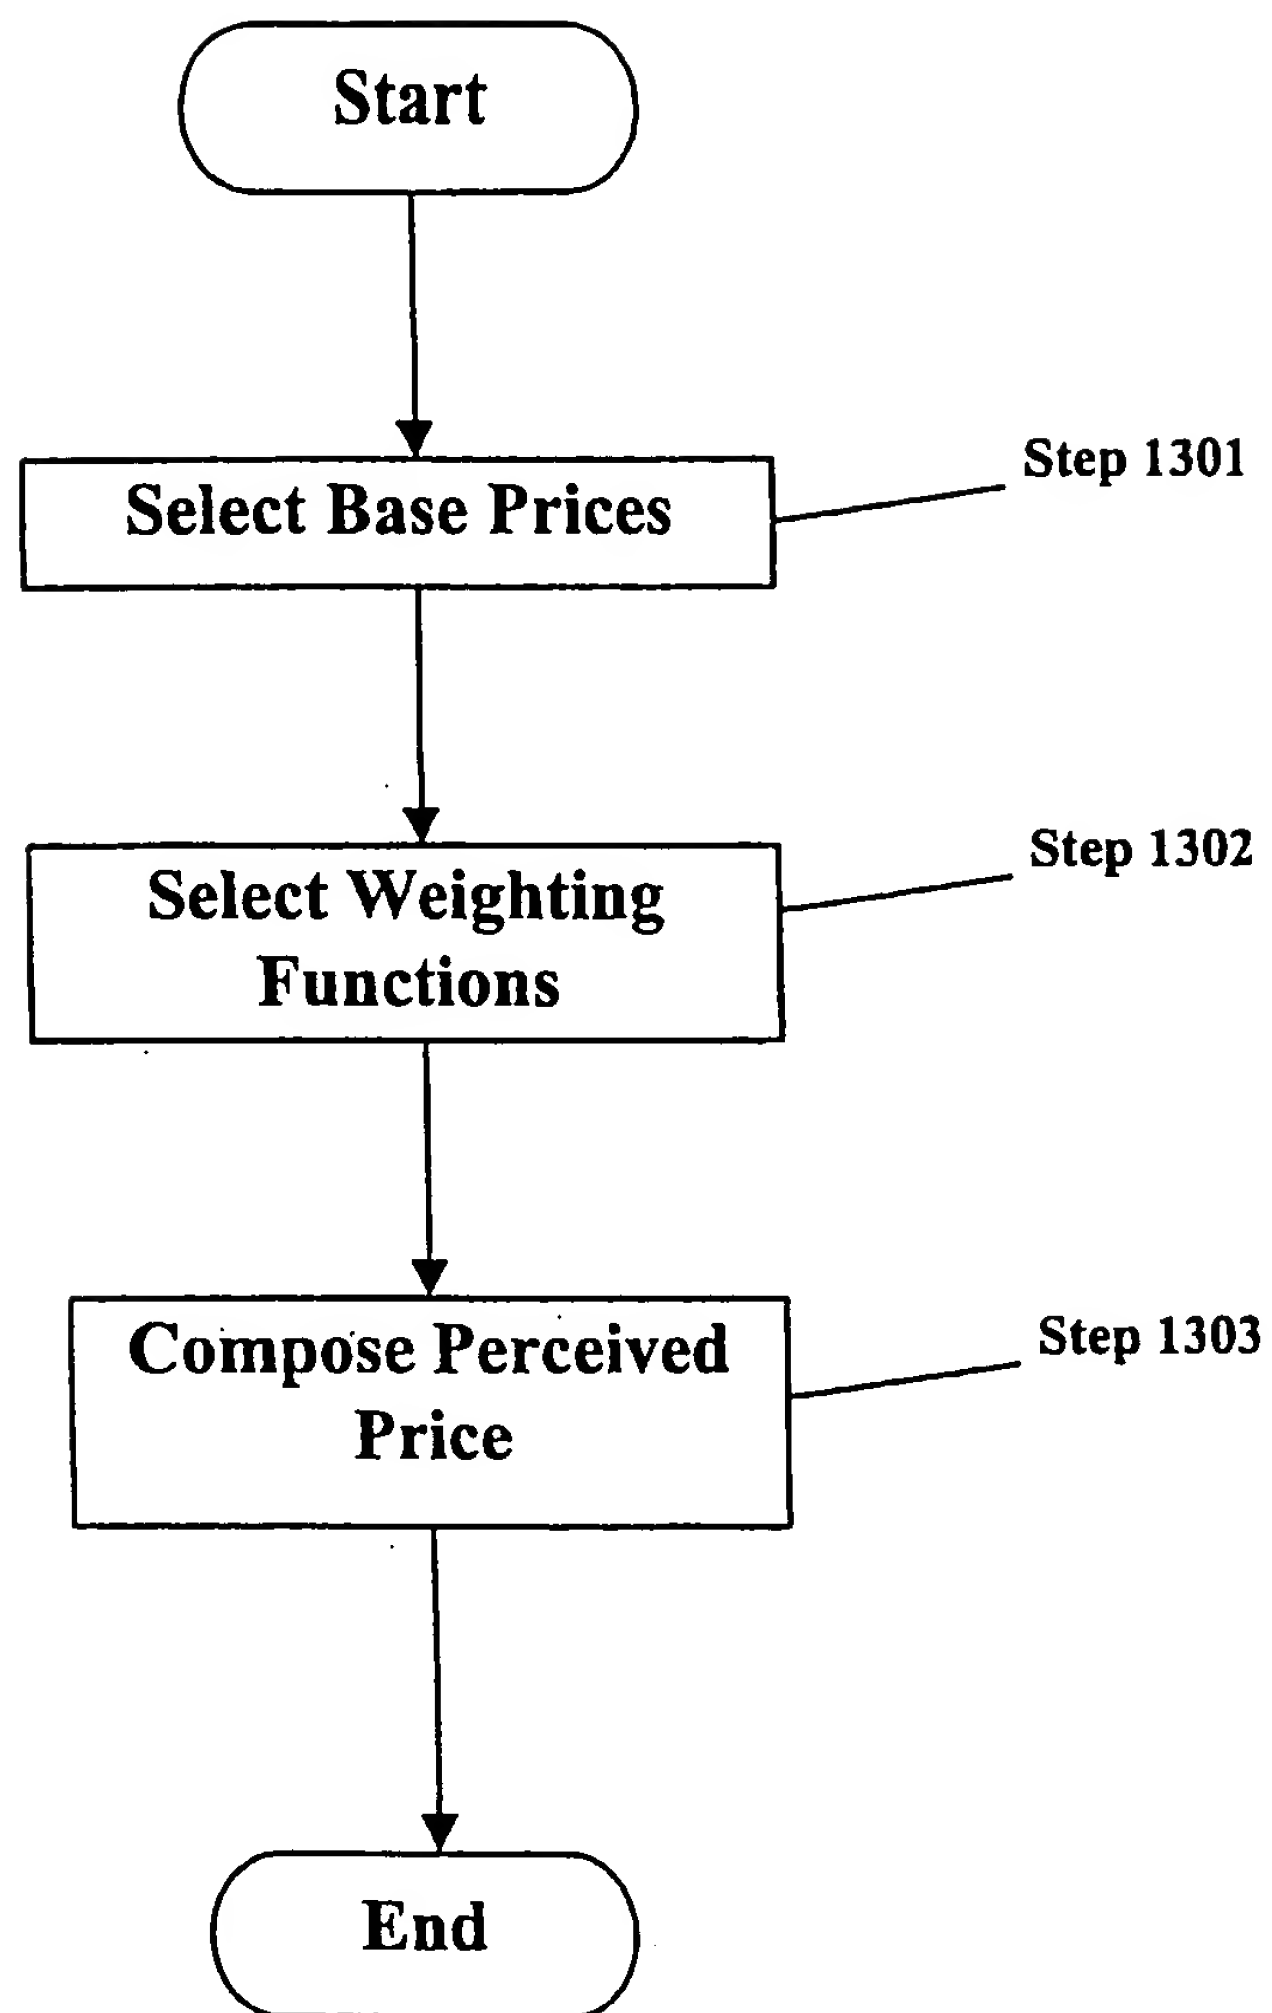 Start
Select Base Prices
Step 1301
Select Weighting
Functions
Step 1302
Compose Perceived
Price
Step 1303
End